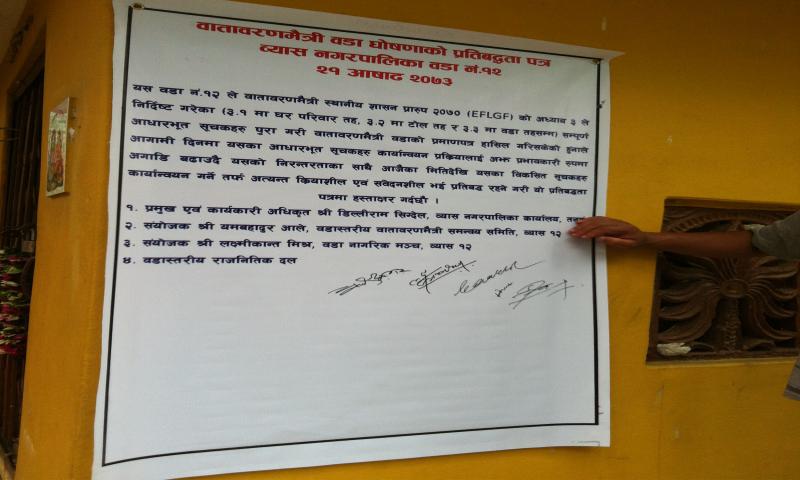 वातावरणमैत्री वडा घोषणाको प्रतिबद्धता पत्र
व्यास नगरपालिका वडा नं.१२
२१ आषाढ २०७३
यस वडा नं.१२ ले वातावरणमैत्री स्थानीय शासन प्रारुप २०७० (EFLGF) को अध्याय ३ ले
निर्दिष्ट गरेका (३.१ मा घर परिवार तह, ३.२ मा टोल तह र ३.३ मा वडा तहसम्म) सम्पूर्ण
आधारभूत सूचकहरु पुरा गरी वातावरणमैत्री वडाको प्रमाणपत्र हासिल गरिसकेको हुनाले
आगामी दिनमा यसका आधारभूत सूचकहरु कार्यान्वयन प्रक्रियालाई अझ प्रभावकारी रुपमा
अगाडि बढाउदै यसको निरन्तरताका साथै आजैका मितिदेखि यसका विकसित सूचकहरु
कार्यान्वयन गर्ने तर्फ अत्यन्त क्रियाशील एवं संवेदनशील भई प्रतिबद्ध रहने गरी यो प्रतिबद्धता
पत्रमा हस्ताक्षर गर्दछौं ।
१. प्रमुख एवं कार्यकारी अधिकृत श्री डिल्लीराम सिग्देल, व्यास नगरपालिका कार्यालय,
२. संयोजक श्री यमबहादुर आले, वडास्तरीय वातावरणमैत्री समन्वय समिति, व्यास १२
३. संयोजक श्री लक्ष्मीकान्त मिश्र, वडा नागरिक मञ्च, व्यास १२
४. वडास्तरीय राजनितिक दल